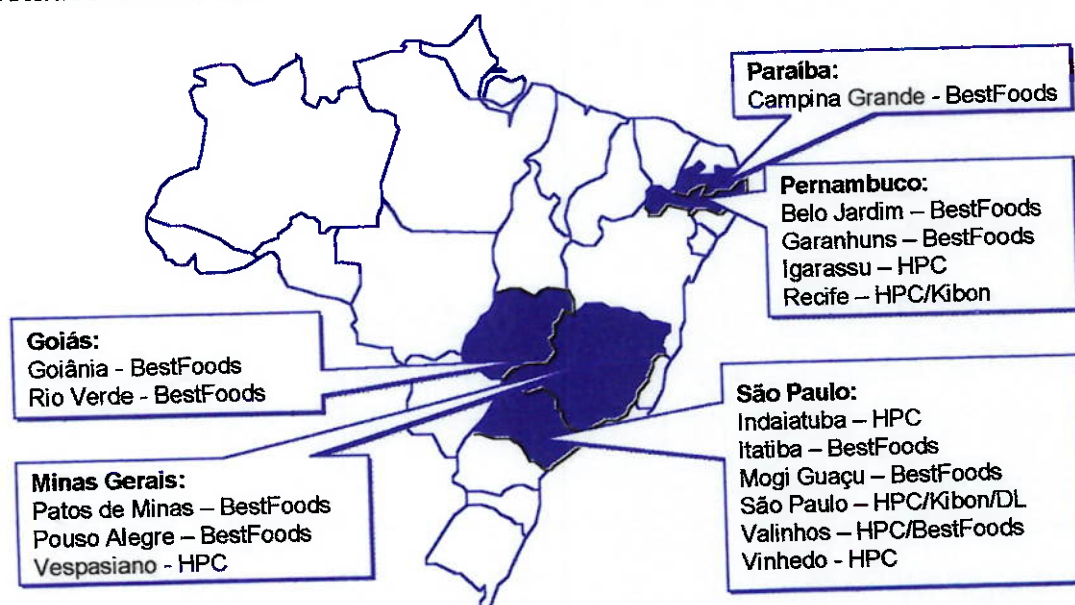 Paraíba:
Campina Grande - BestFoods
Pernambuco:
Belo Jardim – BestFoods
Garanhuns – BestFoods
Igarassu – HPC
Recife – HPC/Kibon
Goiás:
Goiânia - BestFoods
Rio Verde - BestFoods
São Paulo:
Indaiatuba – HPC
Itatiba – BestFoods
Mogi Guaçu – BestFoods
São Paulo – HPC/Kibon/DL
Valinhos – HPC/BestFoods
Vinhedo – HPC
Minas Gerais:
Patos de Minas – BestFoods
Pouso Alegre – BestFoods
Vespasiano - HPC